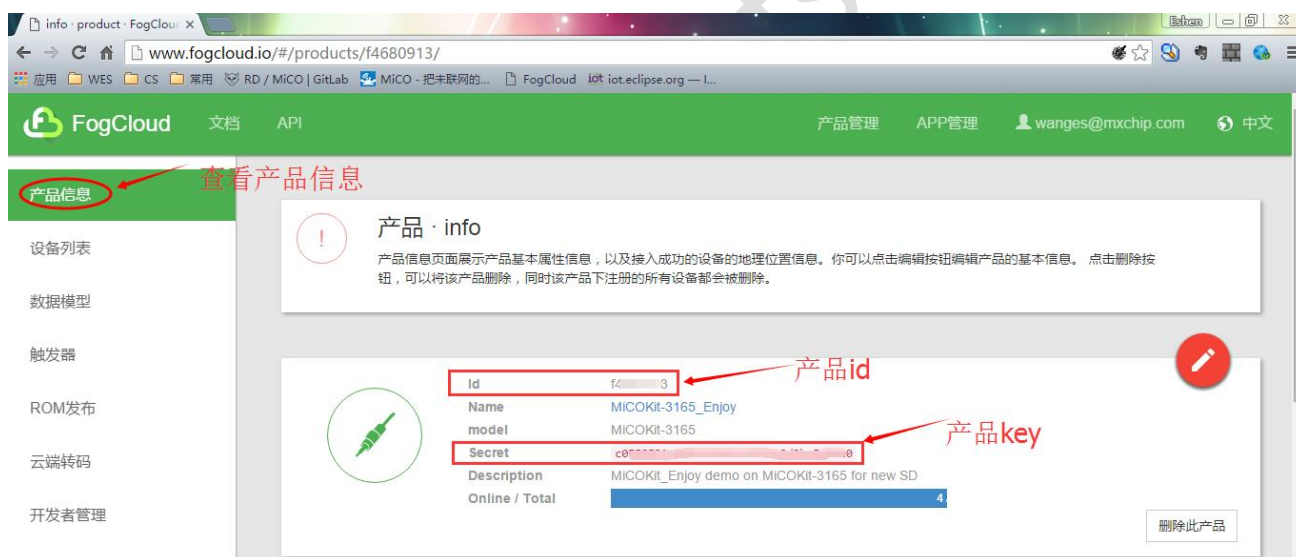 info · product · FogClou
Eshen
www.fogcloud.io/#/products/f4680913/
应用 WES CS 常用 RD / MiCO | GitLab MiCO - 把未联网的... FogCloud iot iot.eclipse.org — I...
FogCloud 文档 API 产品管理 APP管理 wanges@mxchip.com 中文
产品信息
查看产品信息
设备列表
数据模型
触发器
ROM发布
云端转码
开发者管理
产品 · info
产品信息页面展示产品基本属性信息，以及接入成功的设备的地理位置信息。你可以点击编辑按钮编辑产品的基本信息。 点击删除按
钮，可以将该产品删除，同时该产品下注册的所有设备都会被删除。
Id f4 3
产品id
Name MiCOKit-3165_Enjoy
model MiCOKit-3165
Secret
产品key
Description MiCOKit_Enjoy demo on MiCOKit-3165 for new SD
Online / Total 4
删除此产品